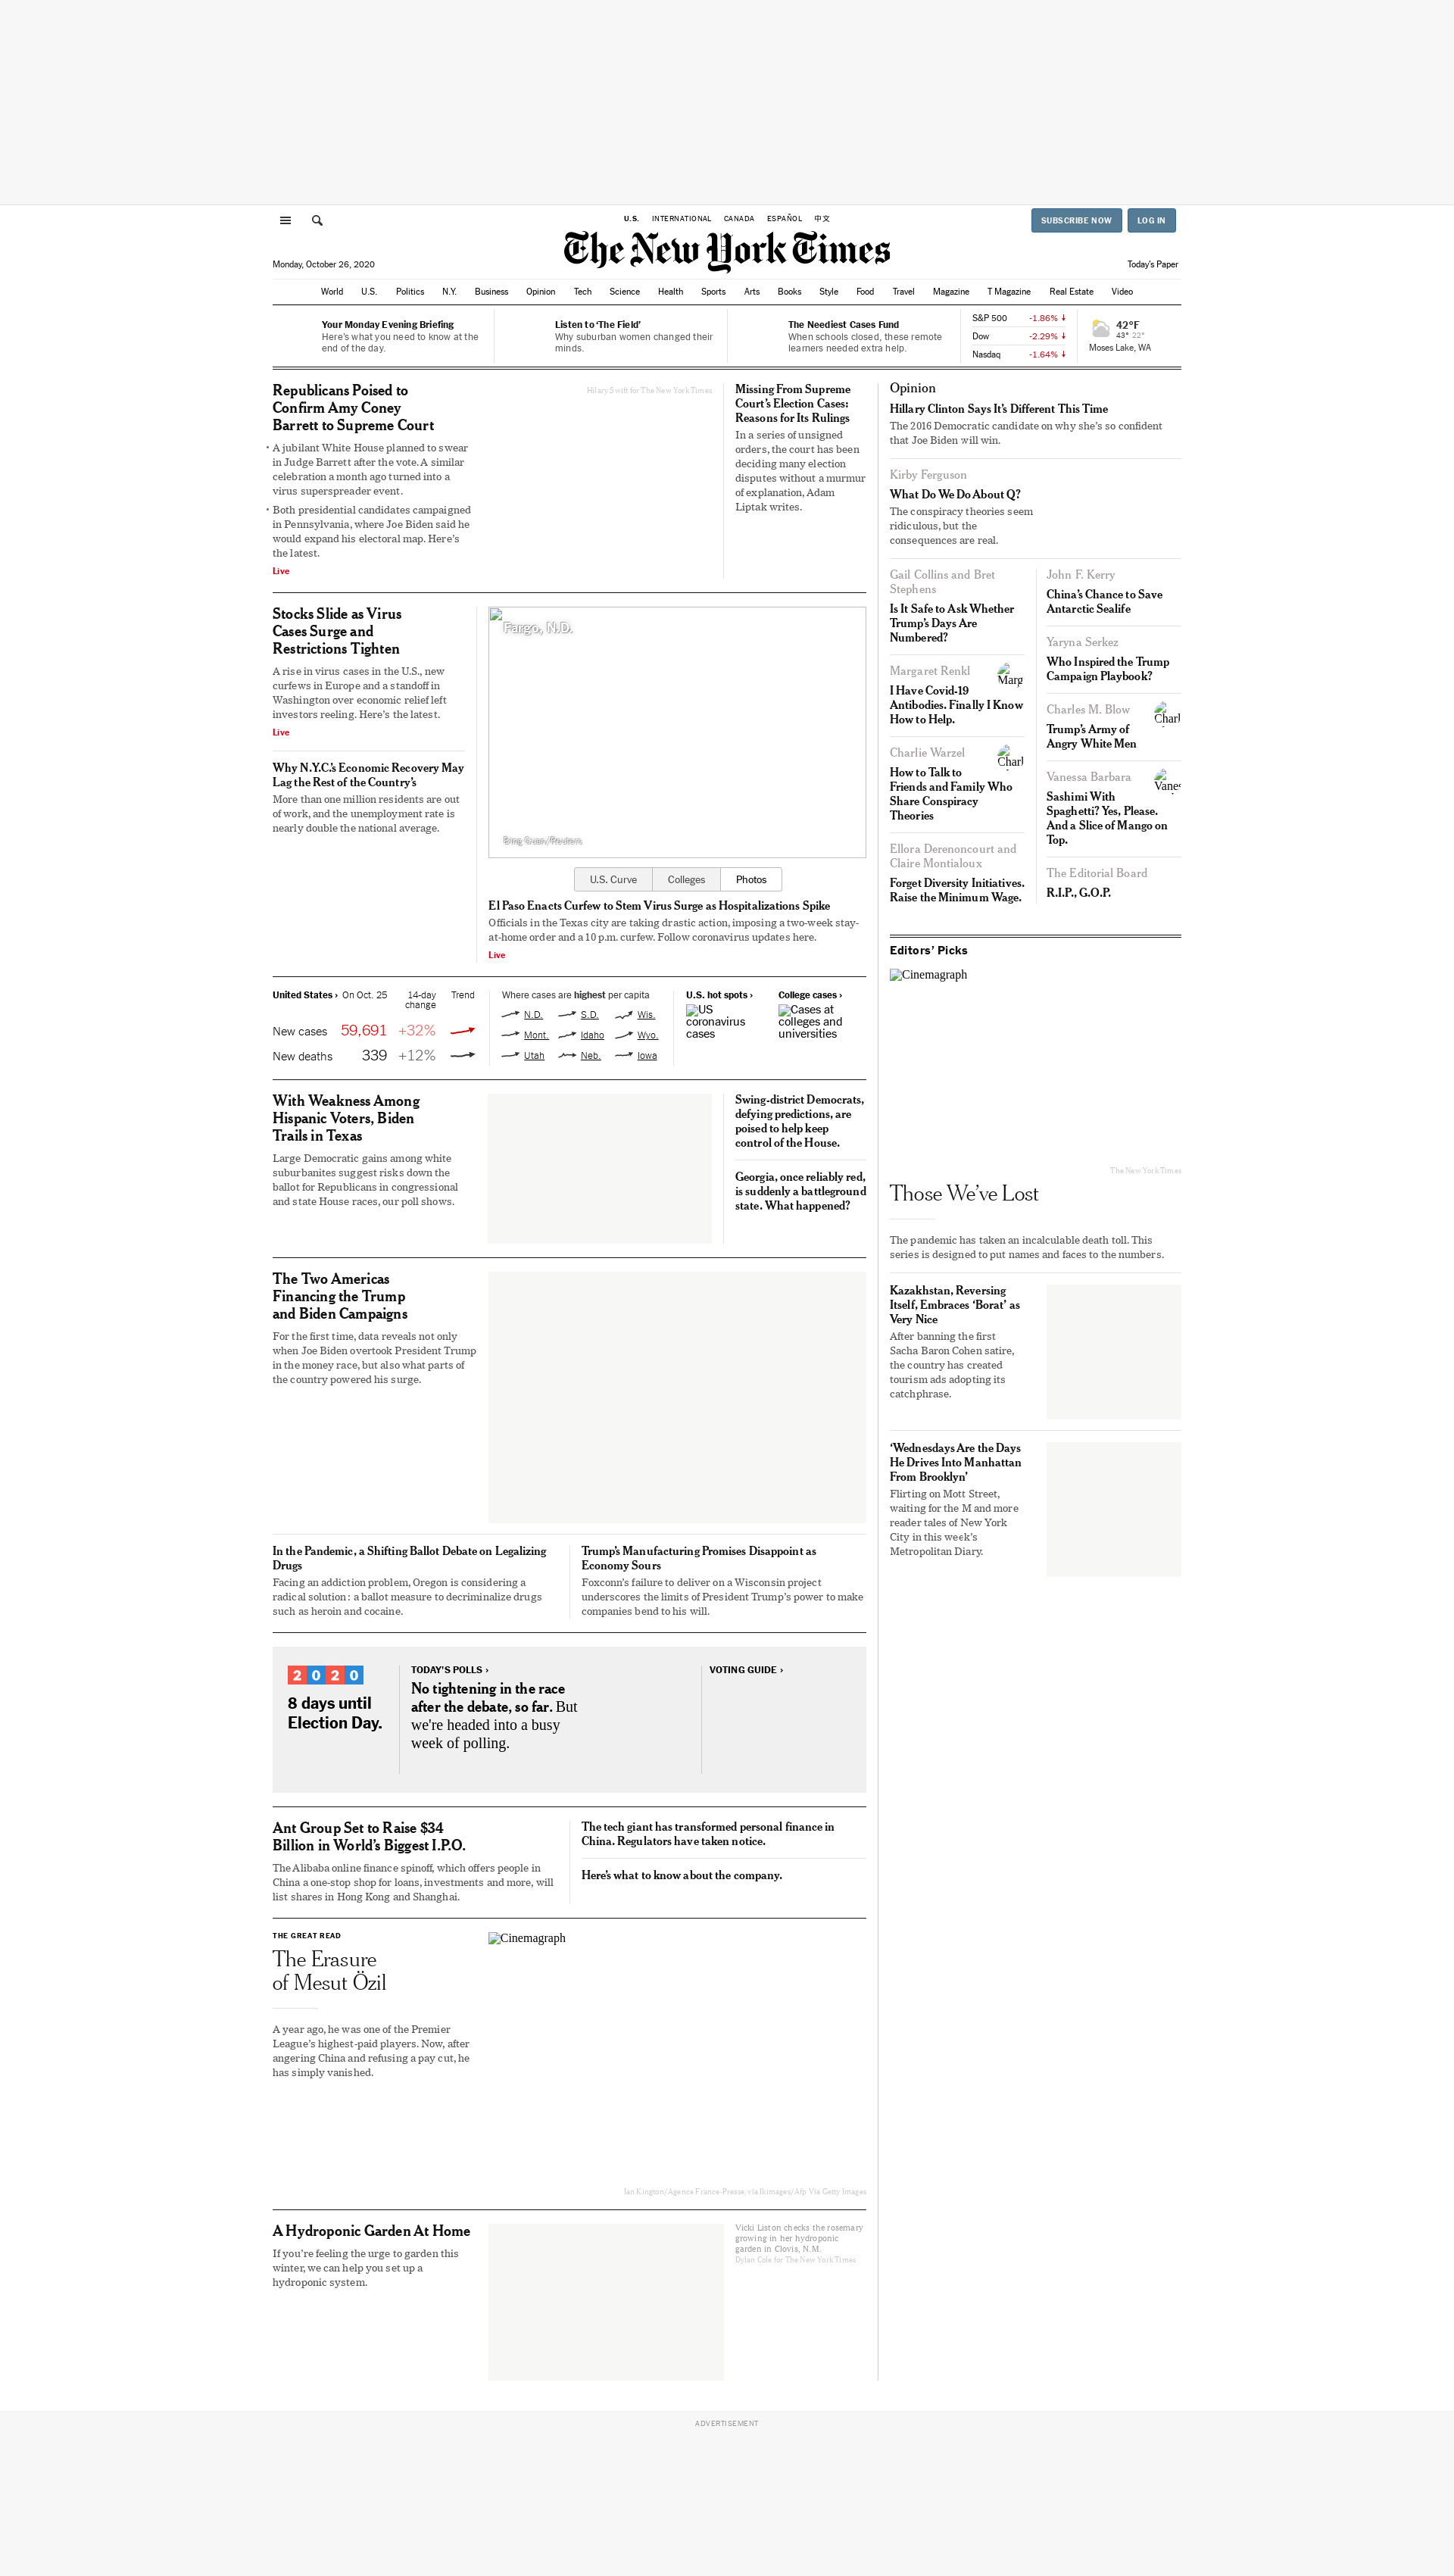 U.S. INTERNATIONAL CANADA ESPAÑOL 中文
SUBSCRIBE NOW LOG IN
The New York Times
Monday, October 26, 2020
Today's Paper
World U.S. Politics N.Y. Business Opinion Tech Science Health Sports Arts Books Style Food Travel Magazine T Magazine Real Estate Video
Your Monday Evening Briefing
Here's what you need to know at the
end of the day.
Listen to 'The Field'
Why suburban women changed their
minds.
The Neediest Cases Fund
When schools closed, these remote
learners needed extra help.
S&P 500 -1.86% ↓
Dow -2.29% ↓
Nasdaq -1.64% ↓
42°F
43° 22°
Moses Lake, WA
Republicans Poised to
Confirm Amy Coney
Barrett to Supreme Court
• A jubilant White House planned to swear
in Judge Barrett after the vote. A similar
celebration a month ago turned into a
virus superspreader event.
• Both presidential candidates campaigned
in Pennsylvania, where Joe Biden said he
would expand his electoral map. Here's
the latest.
Live
Hilary Swift for The New York Times
Missing From Supreme
Court's Election Cases:
Reasons for Its Rulings
In a series of unsigned
orders, the court has been
deciding many election
disputes without a murmur
of explanation, Adam
Liptak writes.
Stocks Slide as Virus
Cases Surge and
Restrictions Tighten
A rise in virus cases in the U.S., new
curfews in Europe and a standoff in
Washington over economic relief left
investors reeling. Here's the latest.
Live
Why N.Y.C.'s Economic Recovery May
Lag the Rest of the Country's
More than one million residents are out
of work, and the unemployment rate is
nearly double the national average.
Fargo, N.D.
Bing Guan/Reuters
U.S. Curve Colleges Photos
El Paso Enacts Curfew to Stem Virus Surge as Hospitalizations Spike
Officials in the Texas city are taking drastic action, imposing a two-week stay-
at-home order and a 10 p.m. curfew. Follow coronavirus updates here.
Live
United States › On Oct. 25 14-day
change Trend
New cases 59,691 +32%
New deaths 339 +12%
Where cases are highest per capita
N.D. S.D. Wis.
Mont. Idaho Wyo.
Utah Neb. Iowa
U.S. hot spots ›
US
coronavirus
cases
College cases ›
Cases at
colleges and
universities
With Weakness Among
Hispanic Voters, Biden
Trails in Texas
Large Democratic gains among white
suburbanites suggest risks down the
ballot for Republicans in congressional
and state House races, our poll shows.
Swing-district Democrats,
defying predictions, are
poised to help keep
control of the House.
Georgia, once reliably red,
is suddenly a battleground
state. What happened?
The Two Americas
Financing the Trump
and Biden Campaigns
For the first time, data reveals not only
when Joe Biden overtook President Trump
in the money race, but also what parts of
the country powered his surge.
In the Pandemic, a Shifting Ballot Debate on Legalizing
Drugs
Facing an addiction problem, Oregon is considering a
radical solution: a ballot measure to decriminalize drugs
such as heroin and cocaine.
Trump's Manufacturing Promises Disappoint as
Economy Sours
Foxconn's failure to deliver on a Wisconsin project
underscores the limits of President Trump's power to make
companies bend to his will.
2020
8 days until
Election Day.
TODAY'S POLLS ›
No tightening in the race
after the debate, so far. But
we're headed into a busy
week of polling.
VOTING GUIDE ›
Ant Group Set to Raise $34
Billion in World's Biggest I.P.O.
The Alibaba online finance spinoff, which offers people in
China a one-stop shop for loans, investments and more, will
list shares in Hong Kong and Shanghai.
The tech giant has transformed personal finance in
China. Regulators have taken notice.
Here's what to know about the company.
THE GREAT READ
The Erasure
of Mesut Özil
A year ago, he was one of the Premier
League's highest-paid players. Now, after
angering China and refusing a pay cut, he
has simply vanished.
Cinemagraph
Ian Kington/Agence France-Presse, via Ikimages/Afp Via Getty Images
A Hydroponic Garden At Home
If you're feeling the urge to garden this
winter, we can help you set up a
hydroponic system.
Vicki Liston checks the rosemary
growing in her hydroponic
garden in Clovis, N.M.
Dylan Cole for The New York Times
Opinion
Hillary Clinton Says It's Different This Time
The 2016 Democratic candidate on why she's so confident
that Joe Biden will win.
Kirby Ferguson
What Do We Do About Q?
The conspiracy theories seem
ridiculous, but the
consequences are real.
Gail Collins and Bret
Stephens
Is It Safe to Ask Whether
Trump's Days Are
Numbered?
Margaret Renkl
I Have Covid-19
Antibodies. Finally I Know
How to Help.
Charlie Warzel
How to Talk to
Friends and Family Who
Share Conspiracy
Theories
Ellora Derenoncourt and
Claire Montialoux
Forget Diversity Initiatives.
Raise the Minimum Wage.
John F. Kerry
China's Chance to Save
Antarctic Sealife
Yaryna Serkez
Who Inspired the Trump
Campaign Playbook?
Charles M. Blow
Trump's Army of
Angry White Men
Vanessa Barbara
Sashimi With
Spaghetti? Yes, Please.
And a Slice of Mango on
Top.
The Editorial Board
R.I.P., G.O.P.
Editors' Picks
Cinemagraph
The New York Times
Those We've Lost
The pandemic has taken an incalculable death toll. This
series is designed to put names and faces to the numbers.
Kazakhstan, Reversing
Itself, Embraces 'Borat' as
Very Nice
After banning the first
Sacha Baron Cohen satire,
the country has created
tourism ads adopting its
catchphrase.
'Wednesdays Are the Days
He Drives Into Manhattan
From Brooklyn'
Flirting on Mott Street,
waiting for the M and more
reader tales of New York
City in this week's
Metropolitan Diary.
ADVERTISEMENT